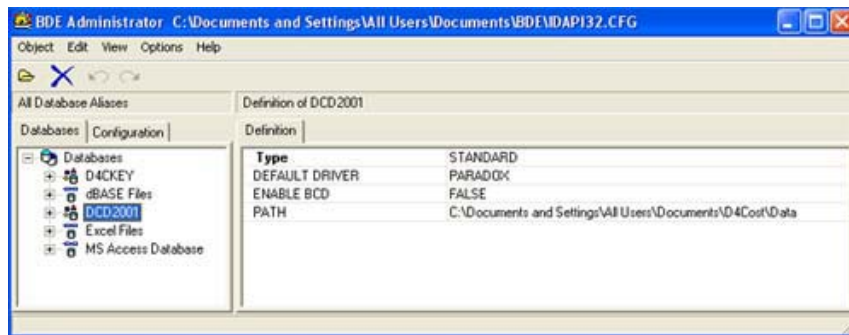 BDE Administrator C:\Documents and Settings\All Users\Documents\BDE\IDAPI32.CFG
Object Edit View Options Help
All Database Aliases
Definition of DCD2001
Databases Configuration
Definition
Databases
D4CKEY
dBASE Files
DCD2001
Excel Files
MS Access Database
Type STANDARD
DEFAULT DRIVER PARADOX
ENABLE BCD FALSE
PATH C:\Documents and Settings\All Users\Documents\D4Cost\Data